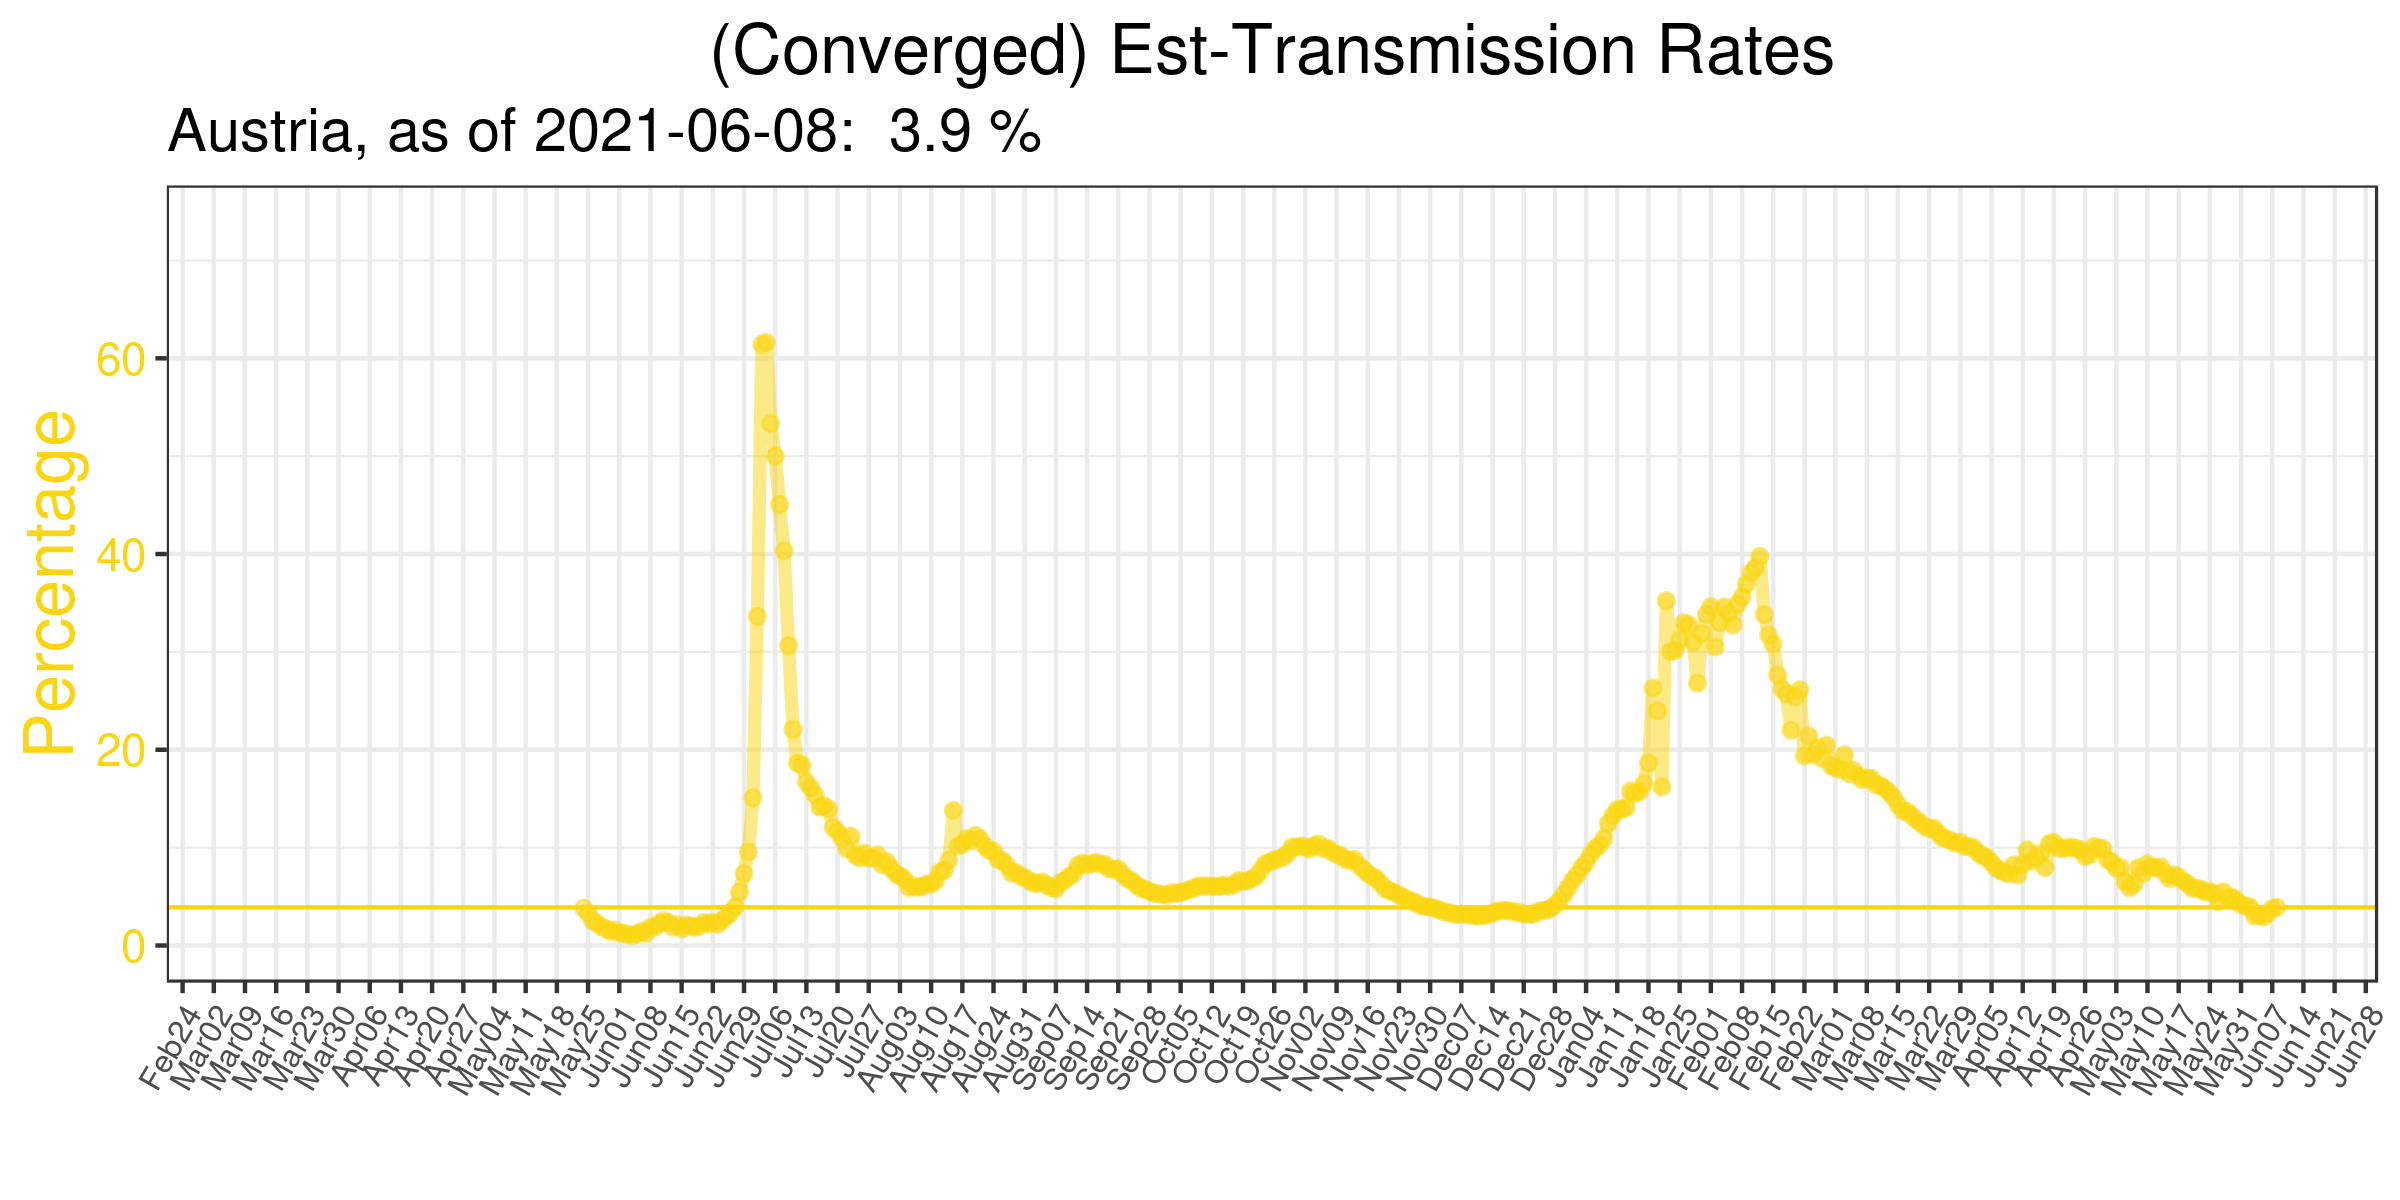 (Converged) Est-Transmission Rates
Austria, as of 2021-06-08:  3.9 %
Percentage
60
40
20
0
Feb24
Mar02
Mar09
Mar16
Mar23
Mar30
Apr06
Apr13
Apr20
Apr27
May04
May11
May18
May25
Jun01
Jun08
Jun15
Jun22
Jun29
Jul06
Jul13
Jul20
Jul27
Aug03
Aug10
Aug17
Aug24
Aug31
Sep07
Sep14
Sep21
Sep28
Oct05
Oct12
Oct19
Oct26
Nov02
Nov09
Nov16
Nov23
Nov30
Dec07
Dec14
Dec21
Dec28
Jan04
Jan11
Jan18
Jan25
Feb01
Feb08
Feb15
Feb22
Mar01
Mar08
Mar15
Mar22
Mar29
Apr05
Apr12
Apr19
Apr26
May03
May10
May17
May24
May31
Jun07
Jun14
Jun21
Jun28